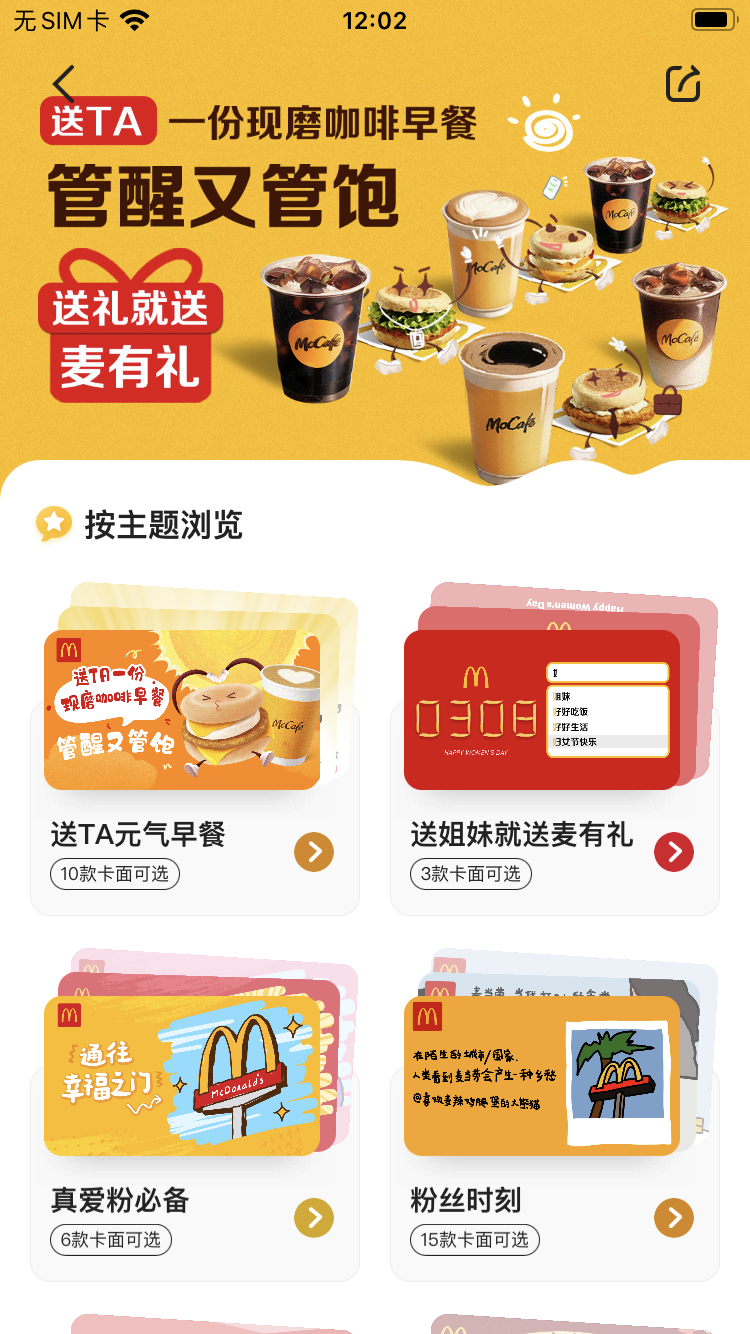 无SIM卡
12:02
送TA 一份现磨咖啡早餐
管醒又管饱
送礼就送
麦有礼
McCafé
McCafé
McCafé
McCafé
McCafé
按主题浏览
送TA一份
现磨咖啡早餐
管醒又管饱
McCafé
送TA元气早餐
10款卡面可选
Happy Women's Day
0308
HAPPY WOMEN'S DAY
姐妹
好好吃饭
好好生活
妇女节快乐
送姐妹就送麦有礼
3款卡面可选
通往
幸福之门
McDonald's
真爱粉必备
6款卡面可选
在陌生的城市/国家,
人类看到麦当劳会产生一种乡愁
@喜欢麦辣鸡腿堡的大熊猫
粉丝时刻
15款卡面可选